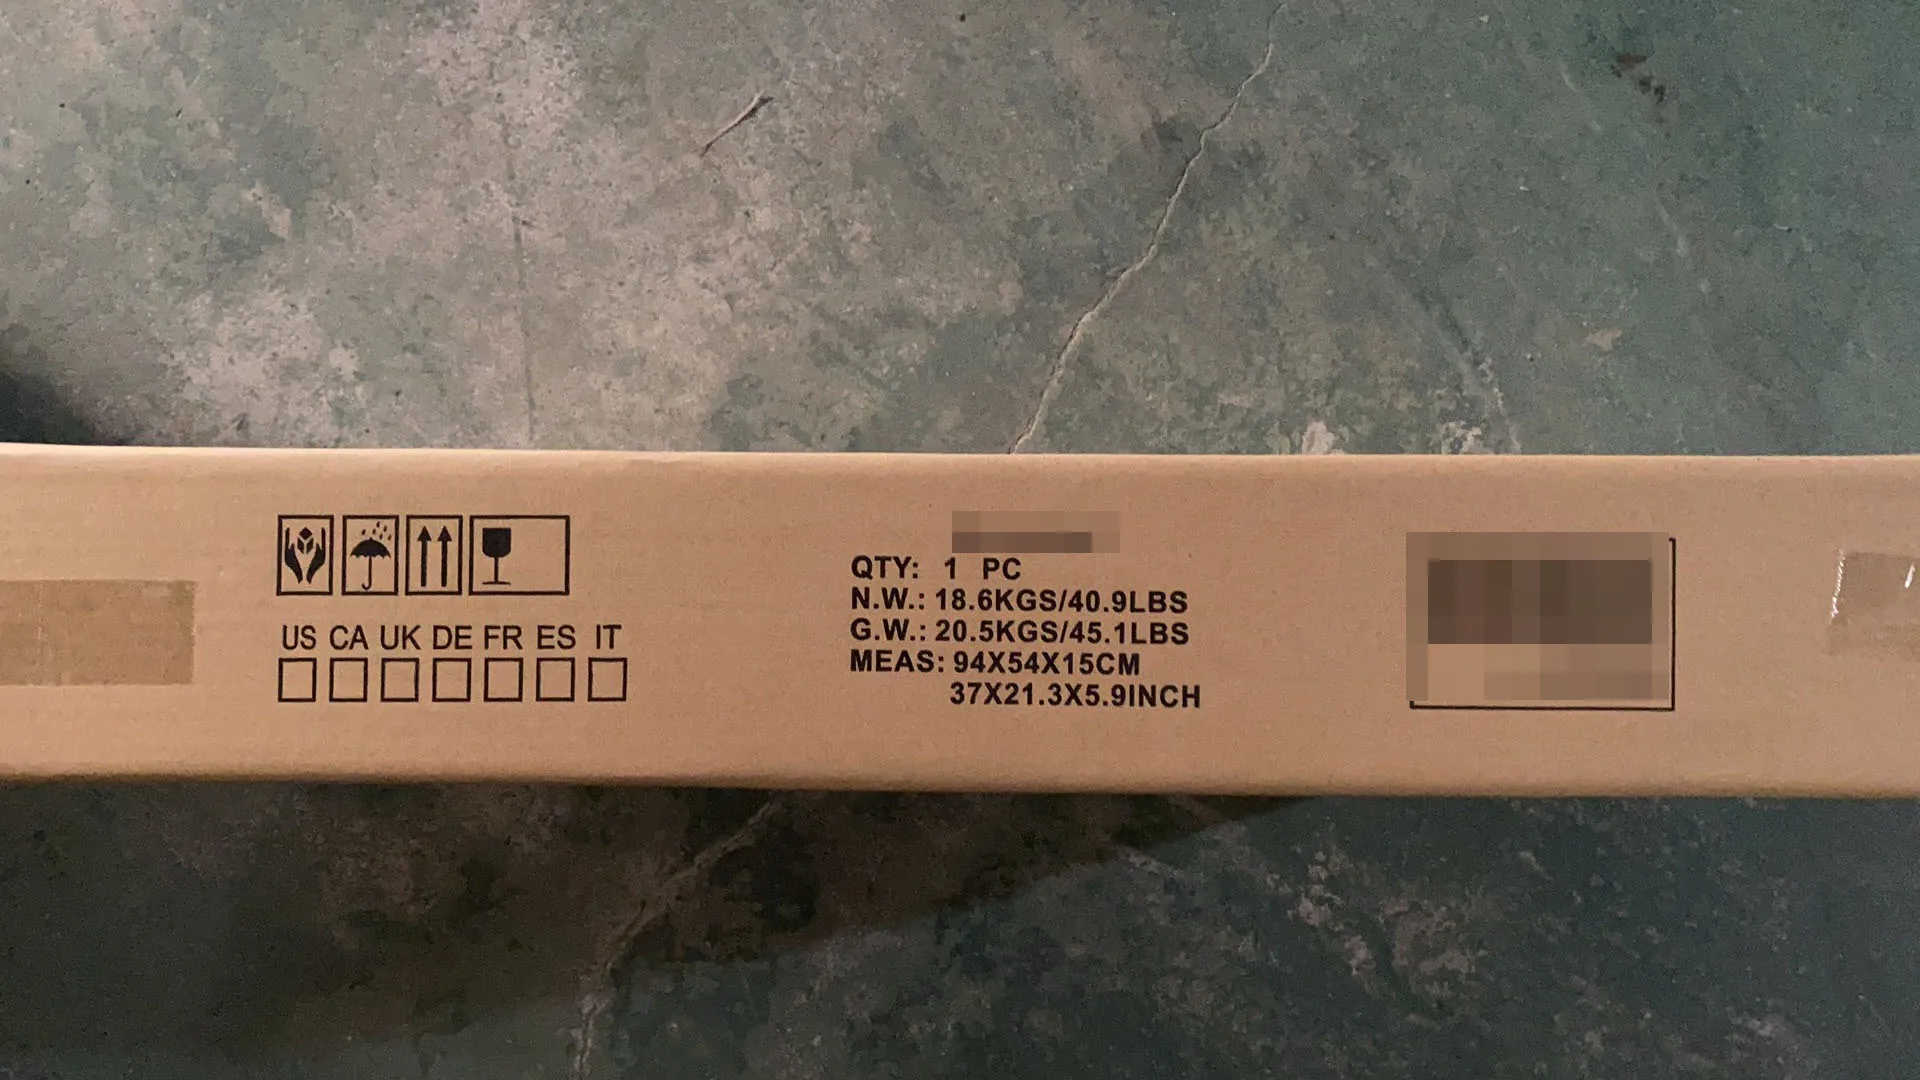 US CA UK DE FR ES IT
QTY: 1 PC
N.W.: 18.6KGS/40.9LBS
G.W.: 20.5KGS/45.1LBS
MEAS: 94X54X15CM
37X21.3X5.9INCH